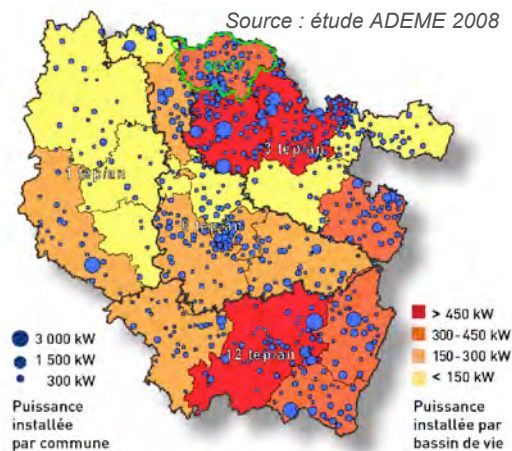 Source : étude ADEME 2008
1 tep/an
3 tep/an
12 tep/an
3 000 kW
1 500 kW
300 kW
Puissance
installée
par commune
> 450 kW
300-450 kW
150-300 kW
< 150 kW
Puissance
installée par
bassin de vie